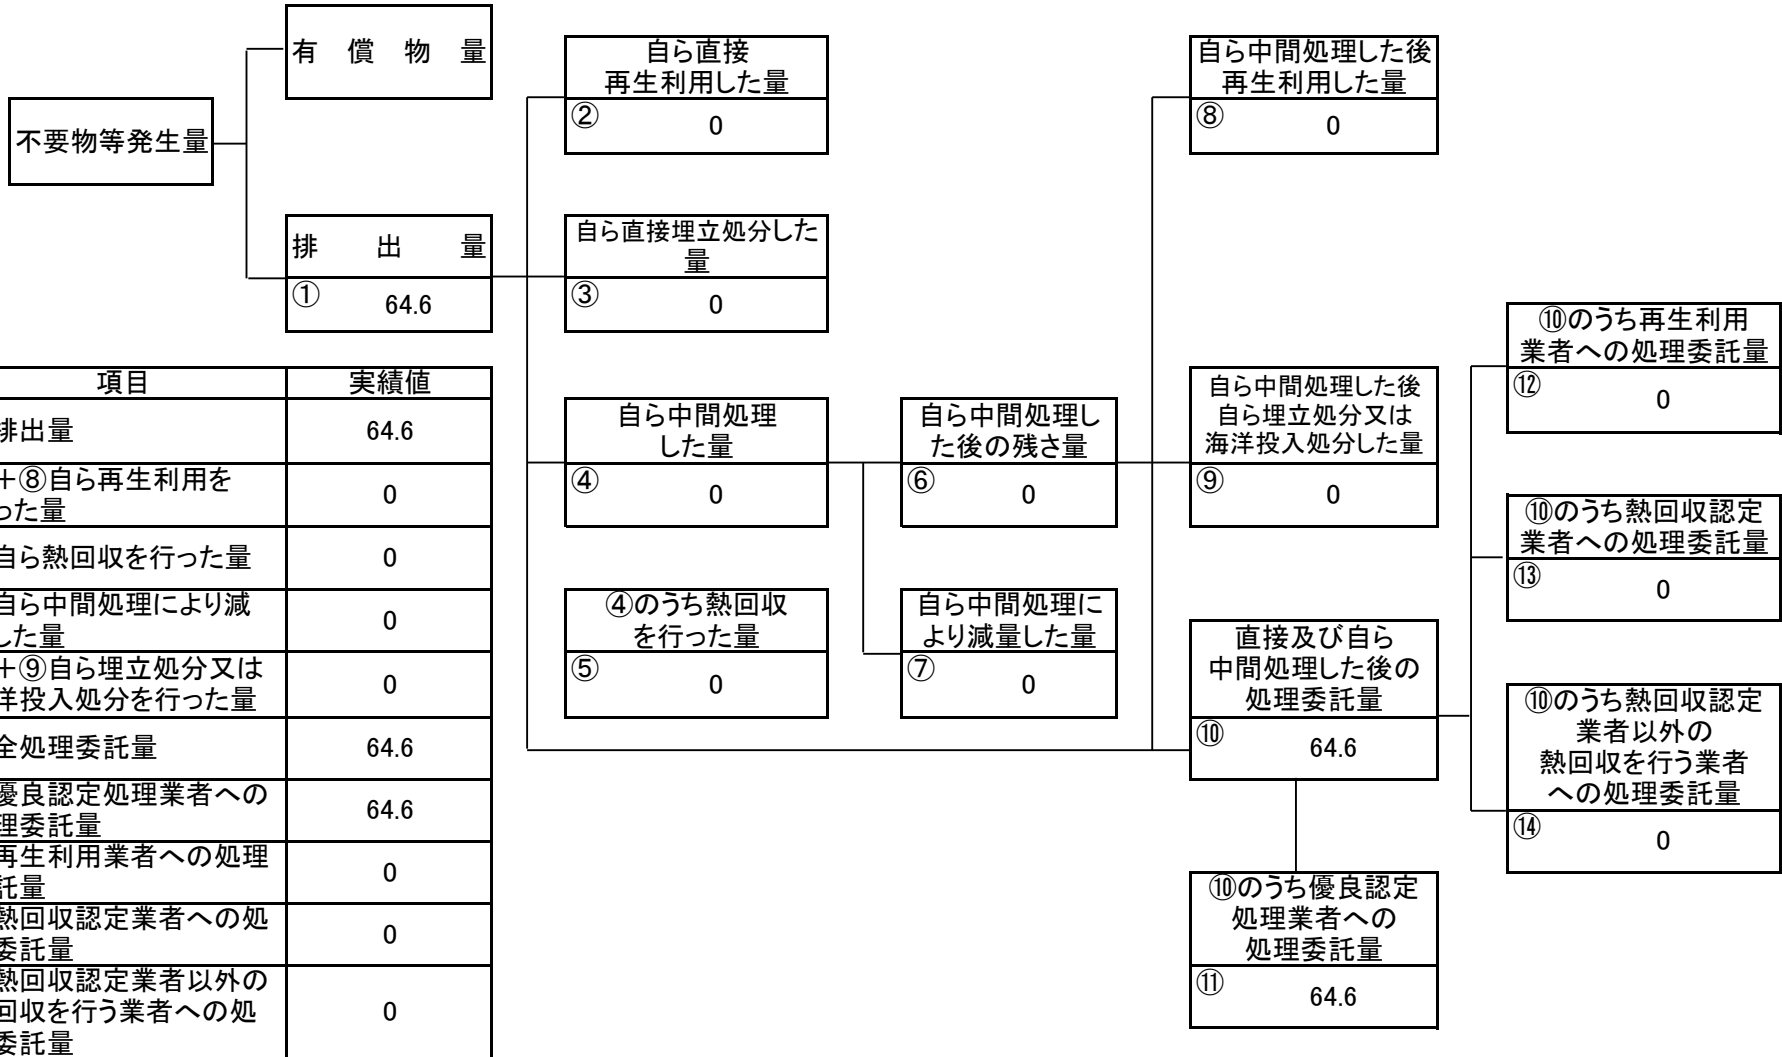 有償物量
不要物等発生量
排出量
① 64.6
自ら直接
再生利用した量
② 0
自ら直接埋立処分した
量
③ 0
自ら中間処理
した量
④ 0
④のうち熱回収
を行った量
⑤ 0
自ら中間処理し
た後の残さ量
⑥ 0
自ら中間処理に
より減量した量
⑦ 0
自ら中間処理した後
再生利用した量
⑧ 0
自ら中間処理した後
自ら埋立処分又は
海洋投入処分した量
⑨ 0
直接及び自ら
中間処理した後の
処理委託量
⑩ 64.6
⑩のうち優良認定
処理業者への
処理委託量
⑪ 64.6
⑩のうち再生利用
業者への処理委託量
⑫ 0
⑩のうち熱回収認定
業者への処理委託量
⑬ 0
⑩のうち熱回収認定
業者以外の
熱回収を行う業者
への処理委託量
⑭ 0
項目 実績値
排出量 64.6
+⑧自ら再生利用を
った量 0
自ら熱回収を行った量 0
自ら中間処理により減
した量 0
+⑨自ら埋立処分又は
洋投入処分を行った量 0
全処理委託量 64.6
優良認定処理業者への
理委託量 64.6
再生利用業者への処理
託量 0
熱回収認定業者への処
委託量 0
熱回収認定業者以外の
回収を行う業者への処
委託量 0